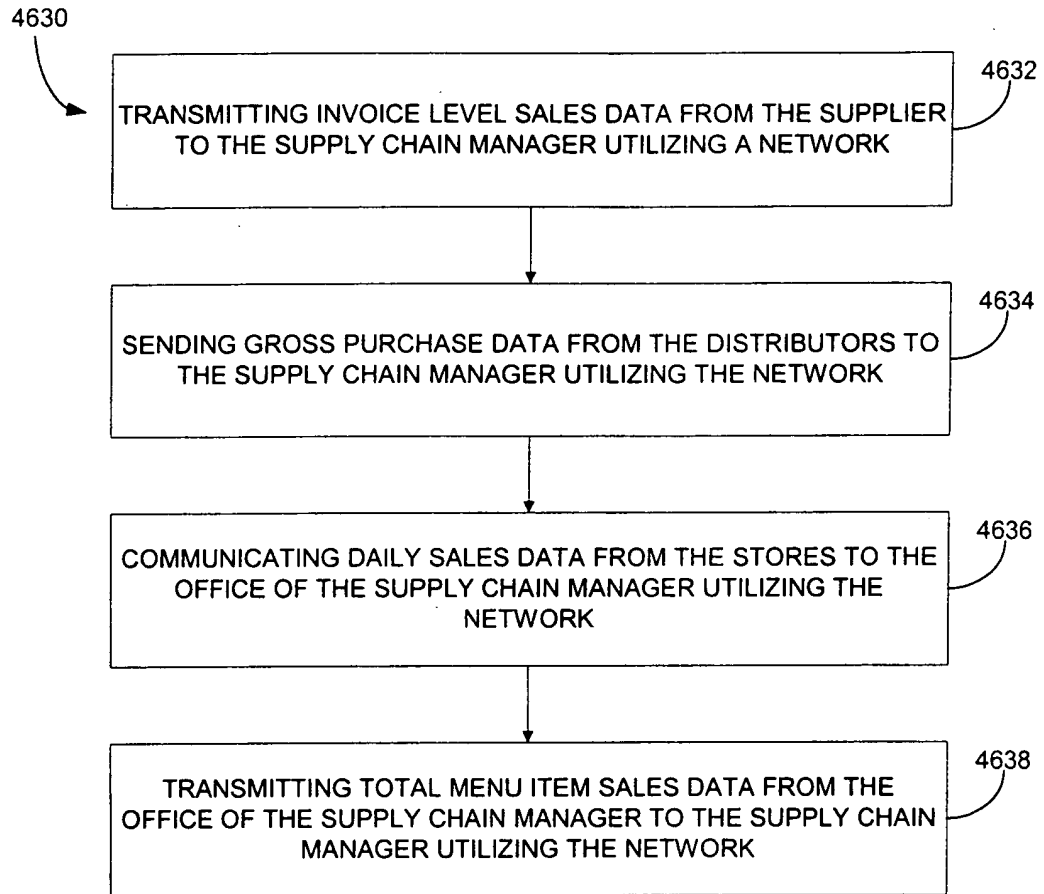 4630
4632
TRANSMITTING INVOICE LEVEL SALES DATA FROM THE SUPPLIER
TO THE SUPPLY CHAIN MANAGER UTILIZING A NETWORK
4634
SENDING GROSS PURCHASE DATA FROM THE DISTRIBUTORS TO
THE SUPPLY CHAIN MANAGER UTILIZING THE NETWORK
4636
COMMUNICATING DAILY SALES DATA FROM THE STORES TO THE
OFFICE OF THE SUPPLY CHAIN MANAGER UTILIZING THE
NETWORK
4638
TRANSMITTING TOTAL MENU ITEM SALES DATA FROM THE
OFFICE OF THE SUPPLY CHAIN MANAGER TO THE SUPPLY CHAIN
MANAGER UTILIZING THE NETWORK